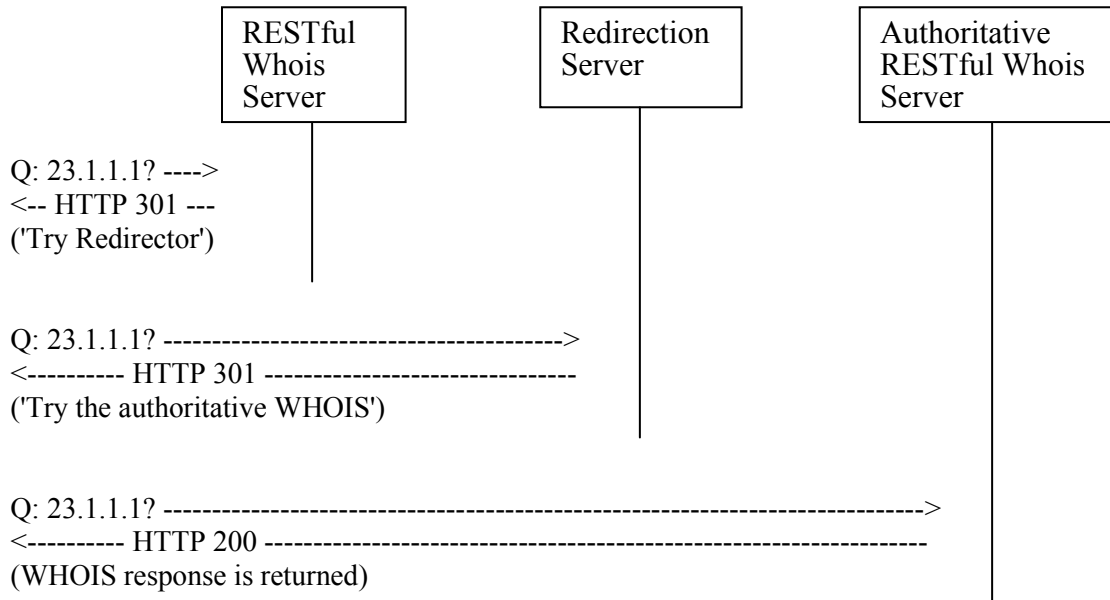 RESTful
Whois
Server
Redirection
Server
Authoritative
RESTful Whois
Server
Q: 23.1.1.1? ---->
<-- HTTP 301 ---
('Try Redirector')
Q: 23.1.1.1? ----------------------------------------->
<---------- HTTP 301 --------------------------------
('Try the authoritative WHOIS')
Q: 23.1.1.1? ------------------------------------------------------------------------------>
<---------- HTTP 200 --------------------------------------------------------------------
(WHOIS response is returned)